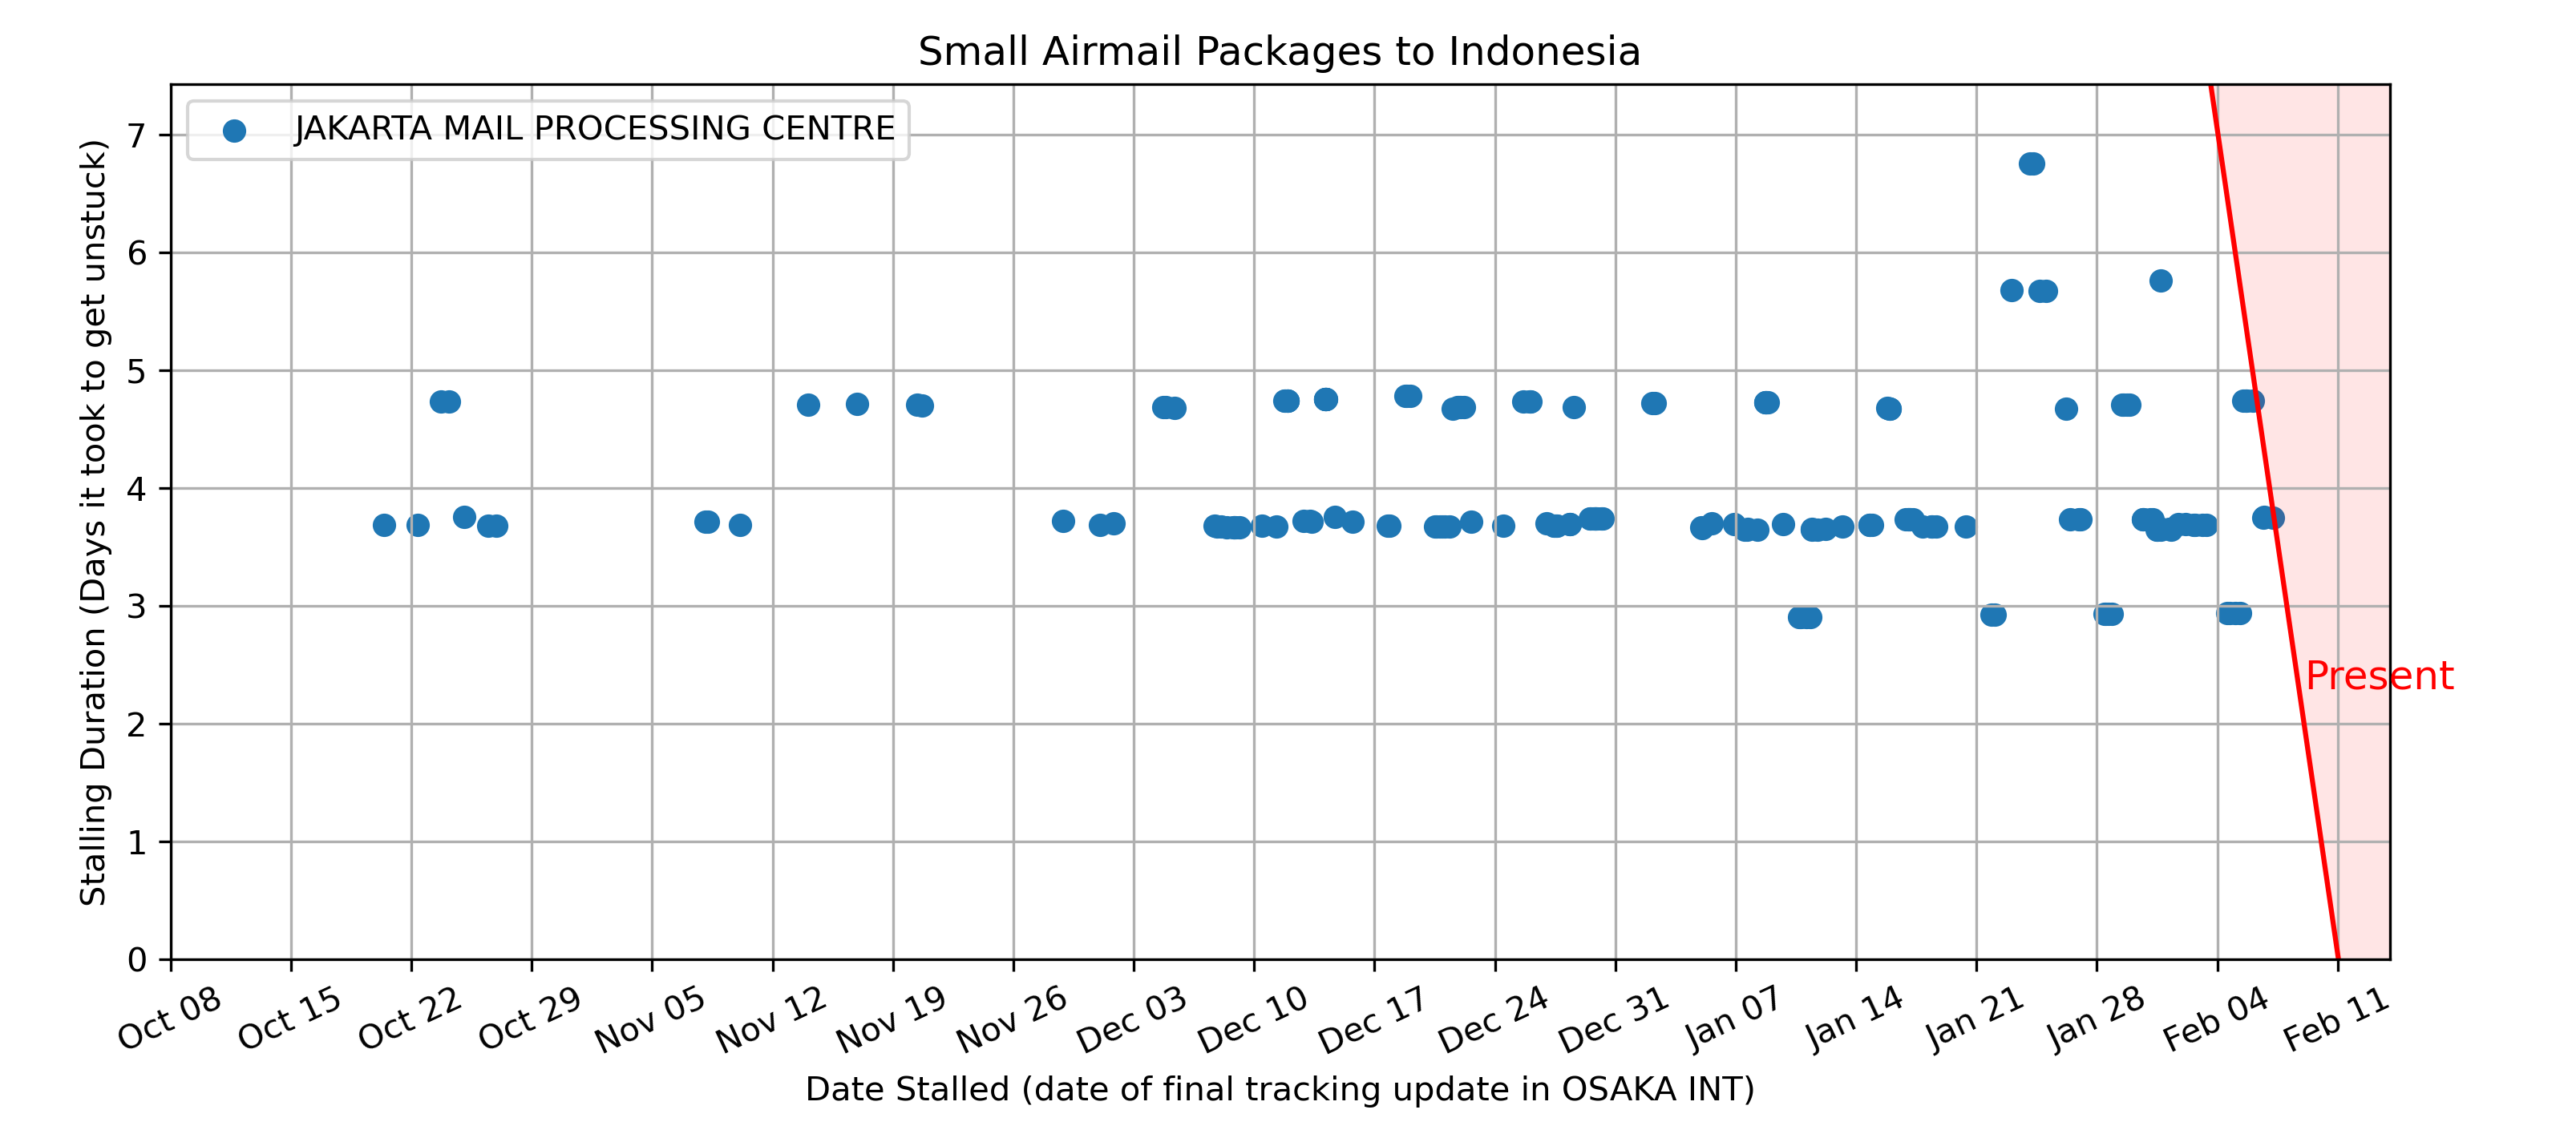 Small Airmail Packages to Indonesia
JAKARTA MAIL PROCESSING CENTRE
Stalling Duration (Days it took to get unstuck)
7
6
5
4
3
2
1
0
Present
Oct 08
Oct 15
Oct 22
Oct 29
Nov 05
Nov 12
Nov 19
Nov 26
Dec 03
Dec 10
Dec 17
Dec 24
Dec 31
Jan 07
Jan 14
Jan 21
Jan 28
Feb 04
Feb 11
Date Stalled (date of final tracking update in OSAKA INT)